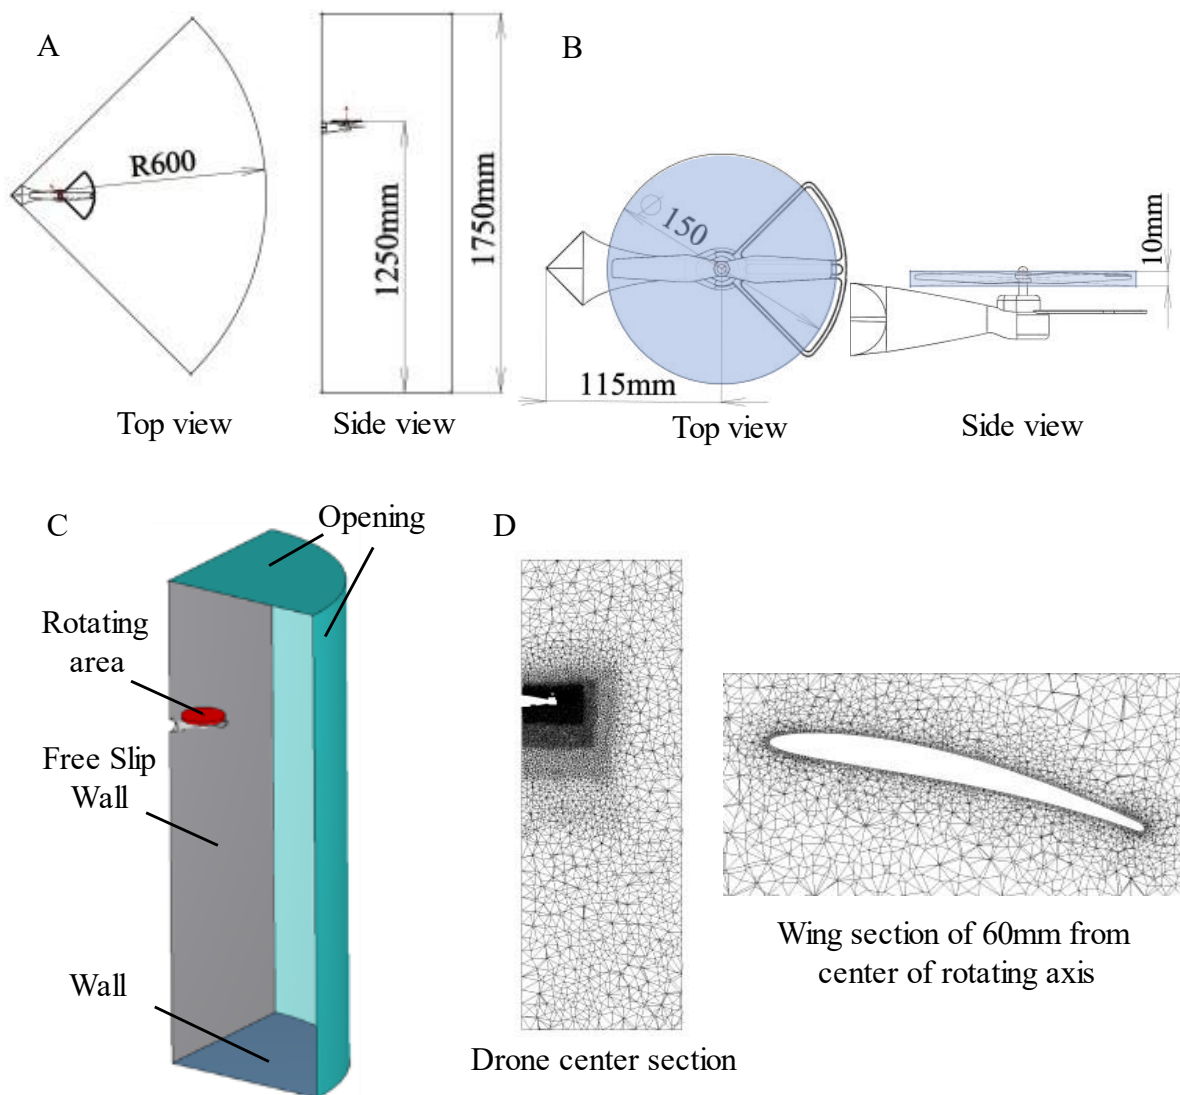 A
B
R600
1250mm
1750mm
Ø 150
10mm
115mm
Top view
Side view
Top view
Side view
C
Opening
D
Rotating
area
Free Slip
Wall
Wall
Drone center section
Wing section of 60mm from
center of rotating axis